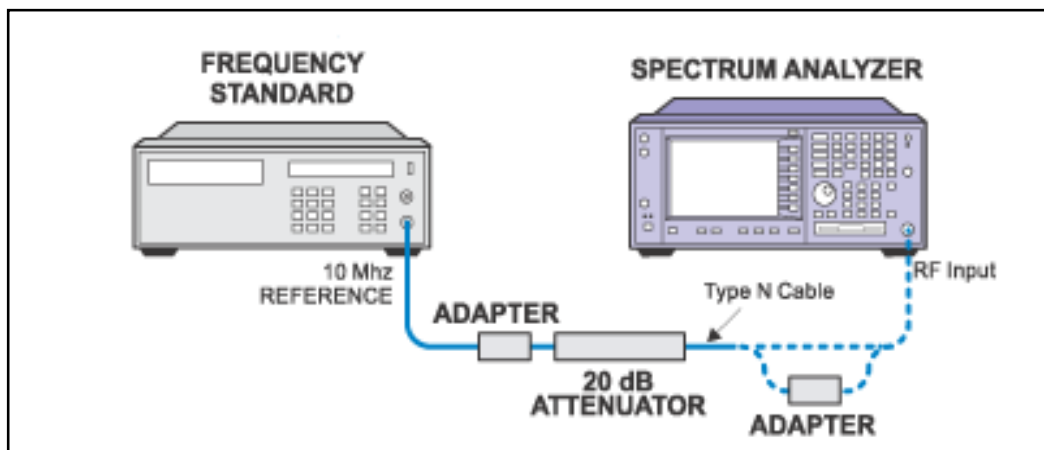 FREQUENCY
STANDARD
SPECTRUM ANALYZER
10 Mhz
REFERENCE
RF Input
Type N Cable
ADAPTER
20 dB
ATTENUATOR
ADAPTER